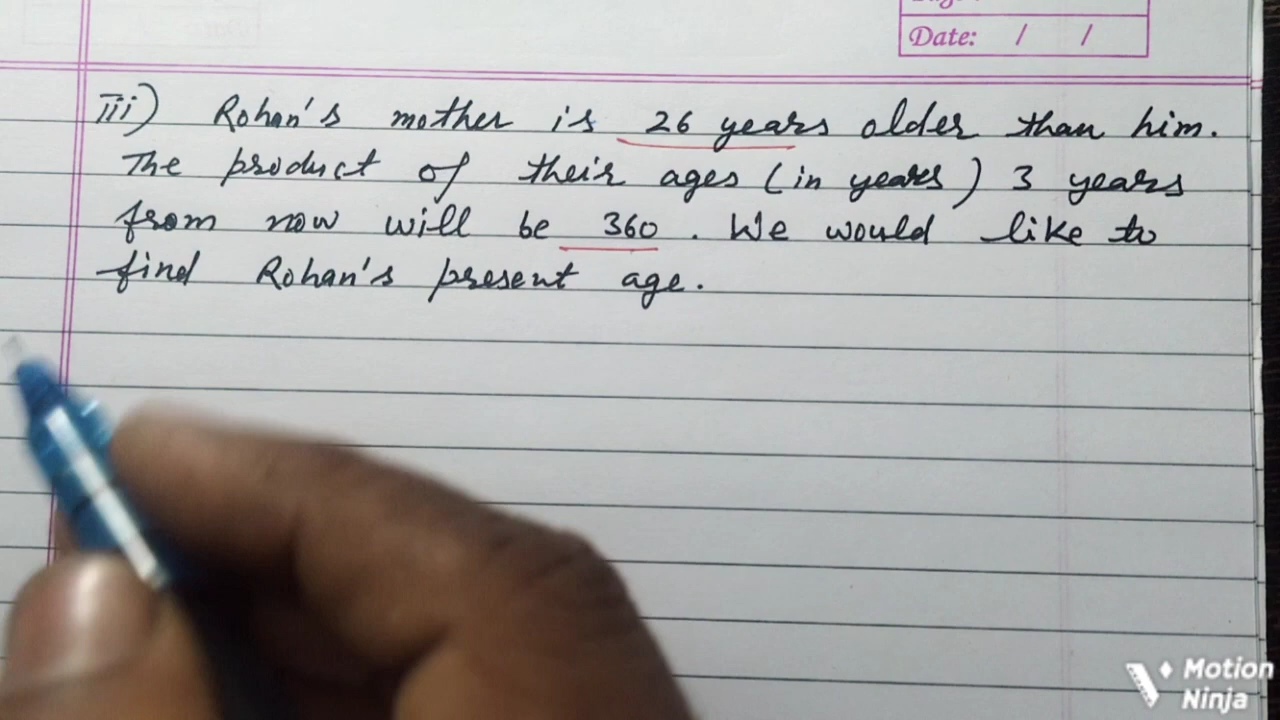 Date: / /
iii) Rohan's mother is 26 years older than him.
The product of their ages (in years) 3 years
from now will be 360. We would like to
find Rohan's present age.
Motion
Ninja